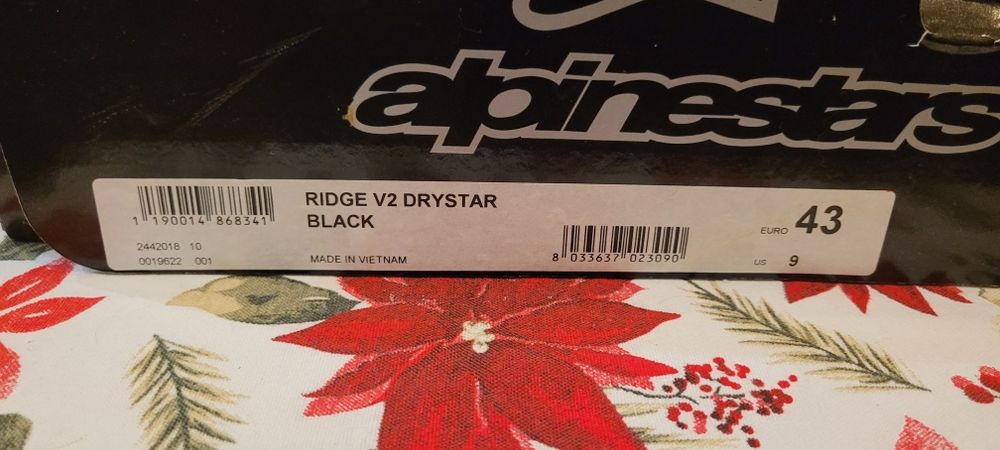 alpinestars
RIDGE V2 DRYSTAR
BLACK
1 190014 868341
2442018 10
0019622 001
MADE IN VIETNAM
8 033637 023090
EURO 43
US 9